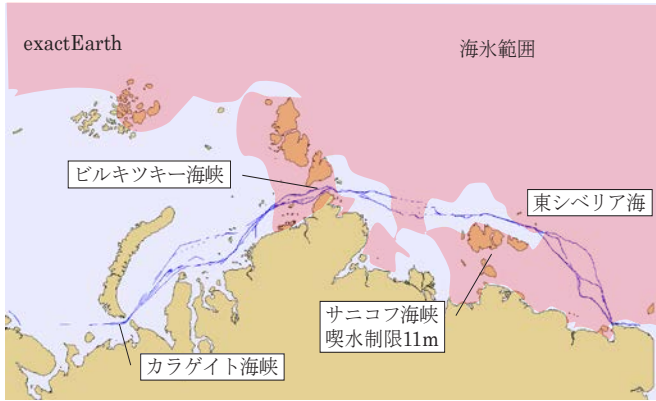 exactEarth
海氷範囲
ビルキツキー海峡
東シベリア海
サニコフ海峡
喫水制限11m
カラゲイト海峡